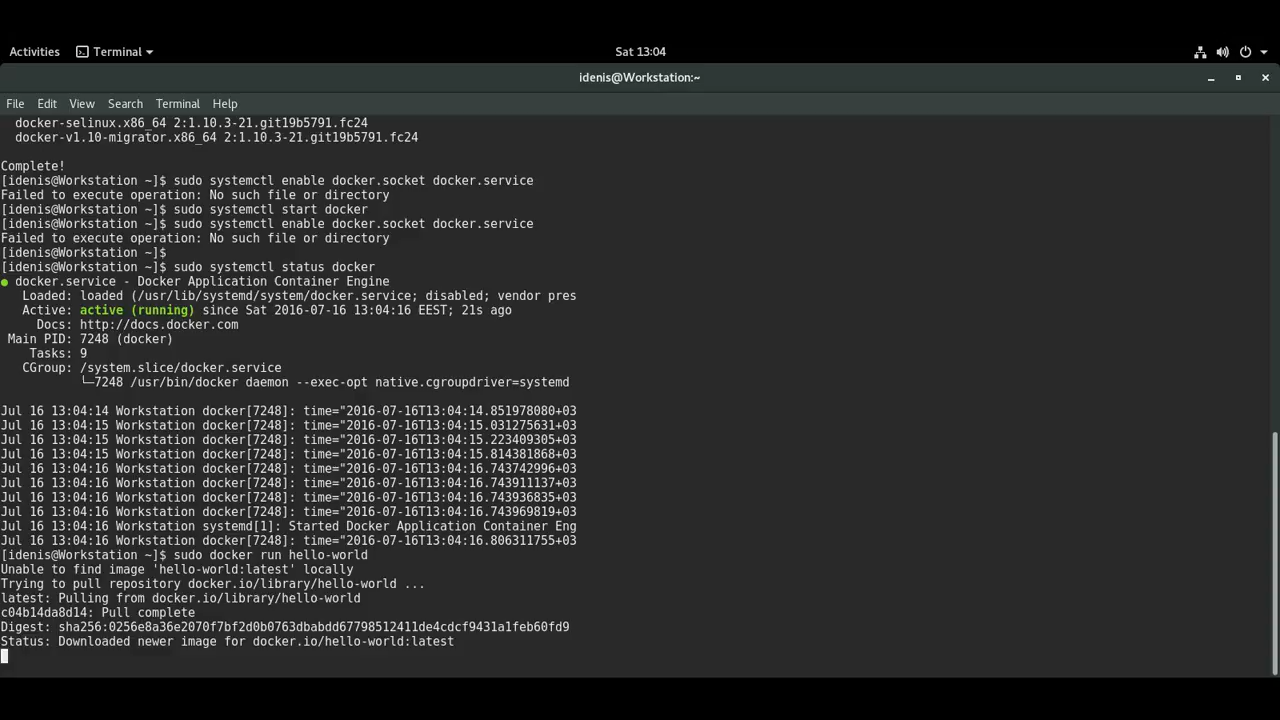 Activities Terminal Sat 13:04
idenis@Workstation:~
File Edit View Search Terminal Help
docker-selinux.x86_64 2:1.10.3-21.git19b5791.fc24
docker-v1.10-migrator.x86_64 2:1.10.3-21.git19b5791.fc24
Complete!
[idenis@Workstation ~]$ sudo systemctl enable docker.socket docker.service
Failed to execute operation: No such file or directory
[idenis@Workstation ~]$ sudo systemctl start docker
[idenis@Workstation ~]$ sudo systemctl enable docker.socket docker.service
Failed to execute operation: No such file or directory
[idenis@Workstation ~]$
[idenis@Workstation ~]$ sudo systemctl status docker
● docker.service - Docker Application Container Engine
Loaded: loaded (/usr/lib/systemd/system/docker.service; disabled; vendor pres
Active: active (running) since Sat 2016-07-16 13:04:16 EEST; 21s ago
Docs: http://docs.docker.com
Main PID: 7248 (docker)
Tasks: 9
CGroup: /system.slice/docker.service
└─7248 /usr/bin/docker daemon --exec-opt native.cgroupdriver=systemd
Jul 16 13:04:14 Workstation docker[7248]: time="2016-07-16T13:04:14.851978080+03
Jul 16 13:04:15 Workstation docker[7248]: time="2016-07-16T13:04:15.031275631+03
Jul 16 13:04:15 Workstation docker[7248]: time="2016-07-16T13:04:15.223409305+03
Jul 16 13:04:15 Workstation docker[7248]: time="2016-07-16T13:04:15.814381868+03
Jul 16 13:04:16 Workstation docker[7248]: time="2016-07-16T13:04:16.743742996+03
Jul 16 13:04:16 Workstation docker[7248]: time="2016-07-16T13:04:16.743911137+03
Jul 16 13:04:16 Workstation docker[7248]: time="2016-07-16T13:04:16.743936835+03
Jul 16 13:04:16 Workstation docker[7248]: time="2016-07-16T13:04:16.743969819+03
Jul 16 13:04:16 Workstation systemd[1]: Started Docker Application Container Eng
Jul 16 13:04:16 Workstation docker[7248]: time="2016-07-16T13:04:16.806311755+03
[idenis@Workstation ~]$ sudo docker run hello-world
Unable to find image 'hello-world:latest' locally
Trying to pull repository docker.io/library/hello-world ...
latest: Pulling from docker.io/library/hello-world
c04b14da8d14: Pull complete
Digest: sha256:0256e8a36e2070f7bf2d0b0763dbabdd67798512411de4cdcf9431a1feb60fd9
Status: Downloaded newer image for docker.io/hello-world:latest